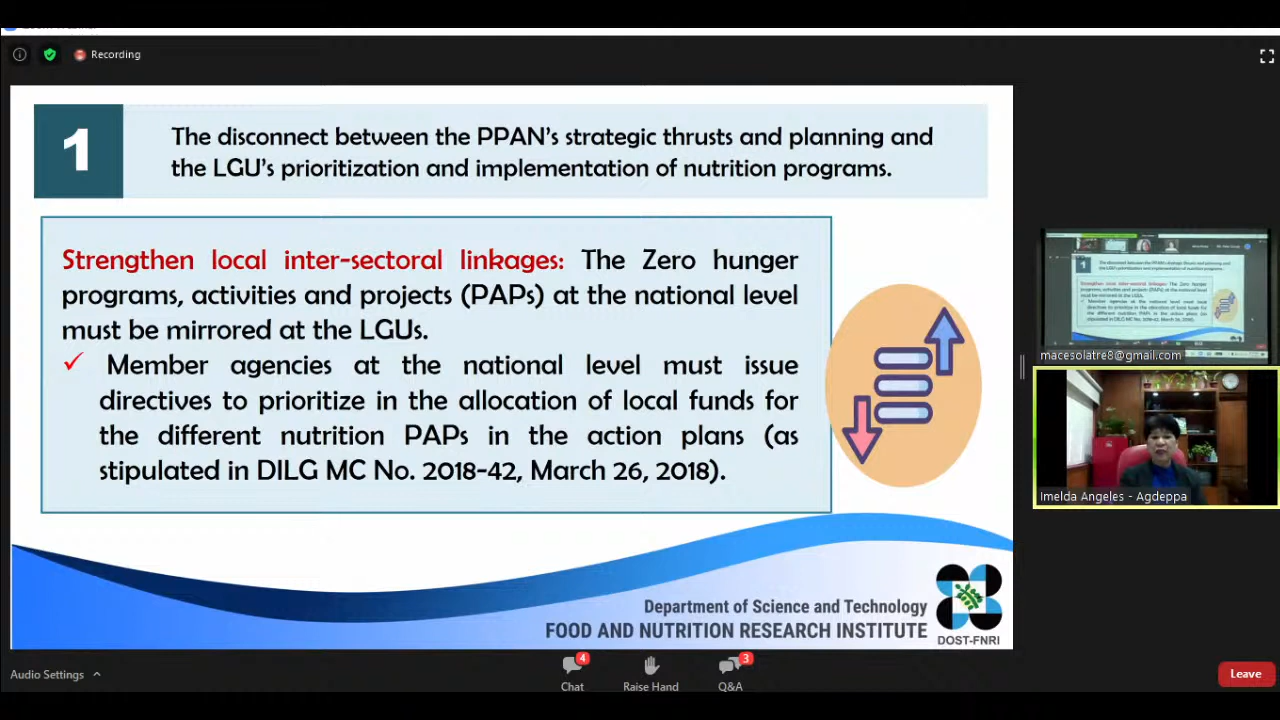 Recording
1
The disconnect between the PPAN's strategic thrusts and planning and
the LGU's prioritization and implementation of nutrition programs.
Strengthen local inter-sectoral linkages: The Zero hunger
programs, activities and projects (PAPs) at the national level
must be mirrored at the LGUs.
✓ Member agencies at the national level must issue
directives to prioritize in the allocation of local funds for
the different nutrition PAPs in the action plans (as
stipulated in DILG MC No. 2018-42, March 26, 2018).
Department of Science and Technology
FOOD AND NUTRITION RESEARCH INSTITUTE
DOST-FNRI
macesolatre8@gmail.com
Imelda Angeles - Agdeppa
Audio Settings
4
Chat
Raise Hand
3
Q&A
Leave